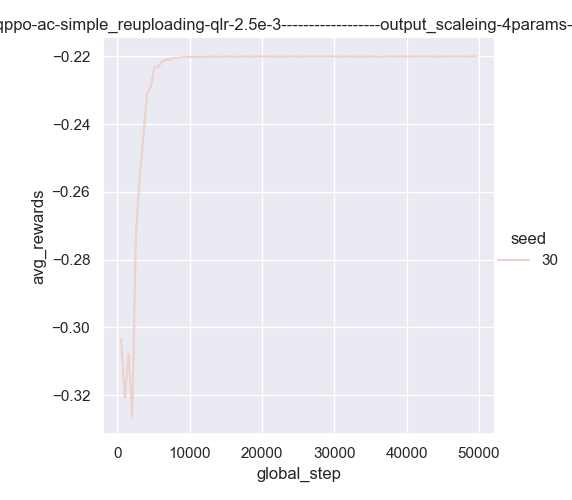 qppo-ac-simple_reuploading-qlr-2.5e-3------------------output_scaleing-4params-
−0.22
−0.24
−0.26
−0.28
−0.30
−0.32
avg_rewards
0 10000 20000 30000 40000 50000
global_step
seed
30